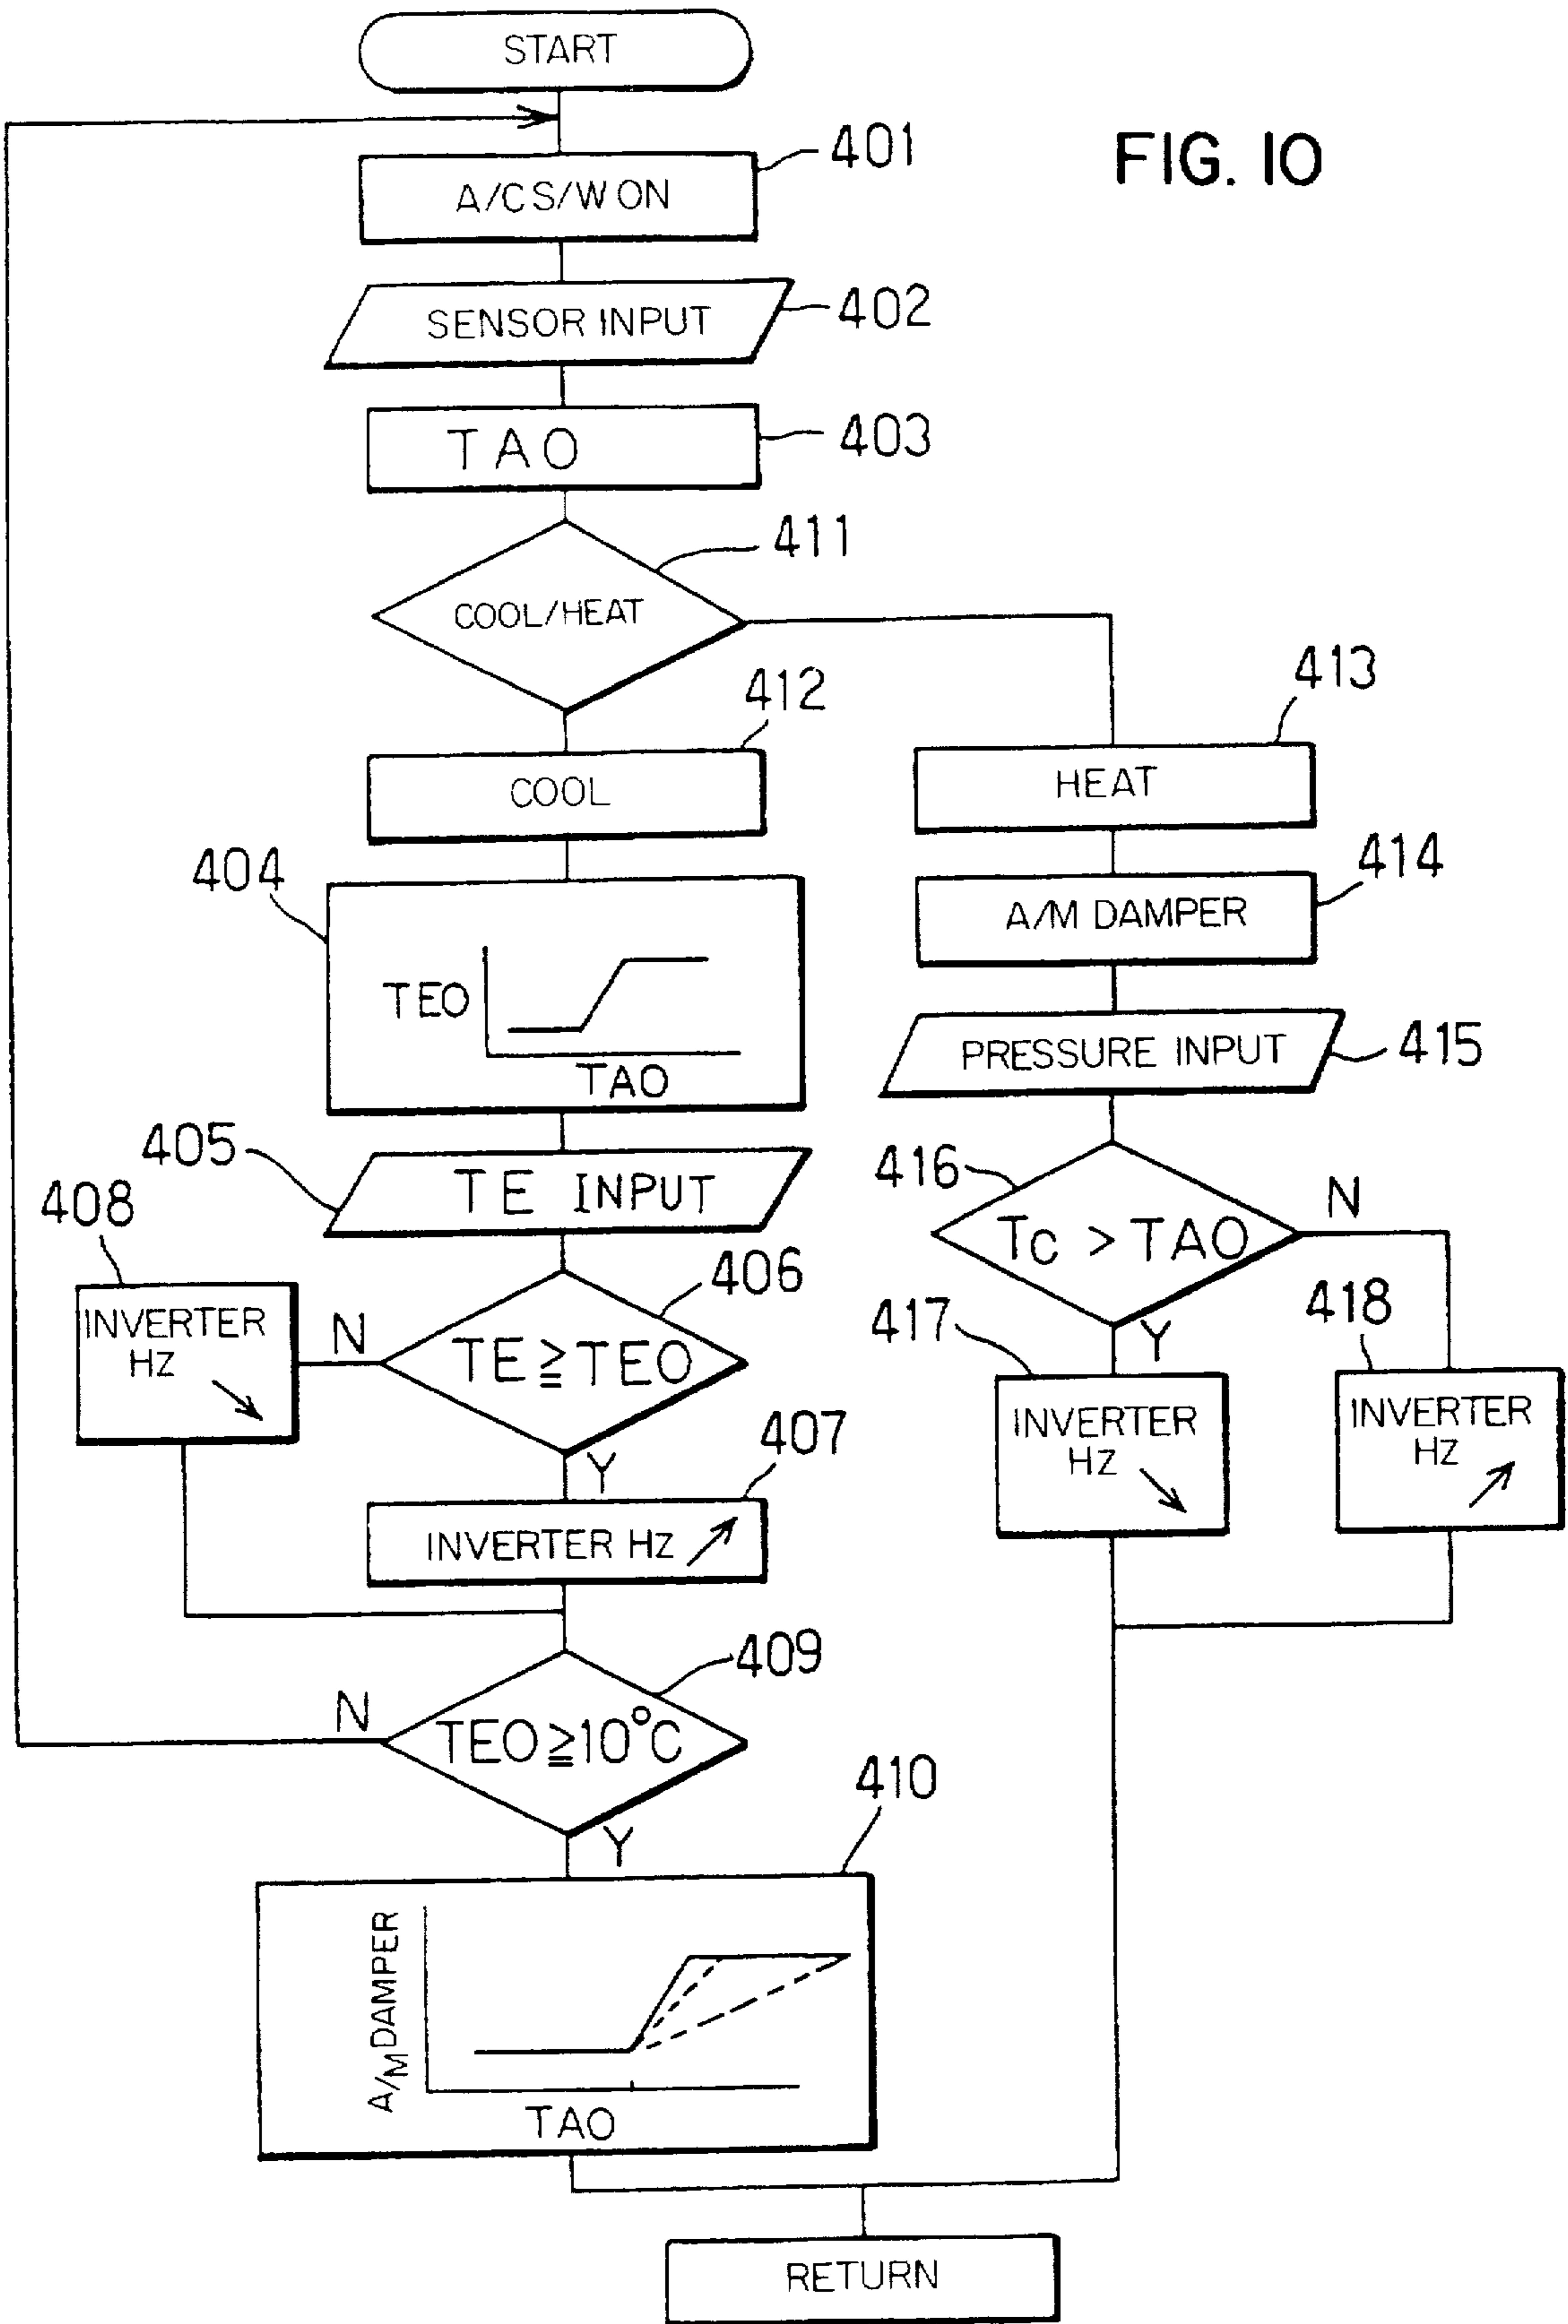 START
FIG. 10
401
A/C S/W ON
402
SENSOR INPUT
403
TAO
411
COOL/HEAT
412
COOL
413
HEAT
404
TEO
TAO
414
A/M DAMPER
415
PRESSURE INPUT
405
TE INPUT
416
Tc > TAO
N
Y
408
INVERTER
Hz
N
406
TE ≧ TEO
Y
417
INVERTER
Hz
418
INVERTER
Hz
407
INVERTER Hz
409
N
TEO ≧ 10°C
Y
410
A/M DAMPER
TAO
RETURN